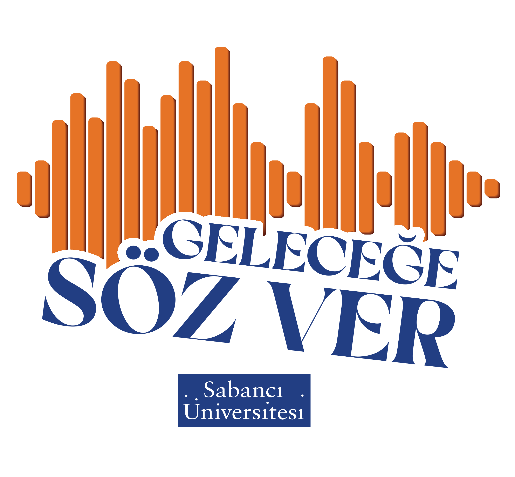 GELECEĞE
SÖZ VER
Sabancı
Üniversitesi